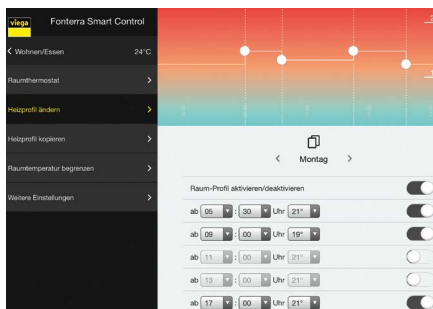 viega Fonterra Smart Control
Wohnen/Essen 24°C
Raumthermostat
Heizprofil ändern
Heizprofil kopieren
Raumtemperatur begrenzen
Weitere Einstellungen
Montag
Raum-Profil aktivieren/deaktivieren
ab 05 : 30 Uhr 21°
ab 09 : 00 Uhr 19°
ab 11 : 00 Uhr 21°
ab 13 : 00 Uhr 21°
ab 17 : 00 Uhr 21°